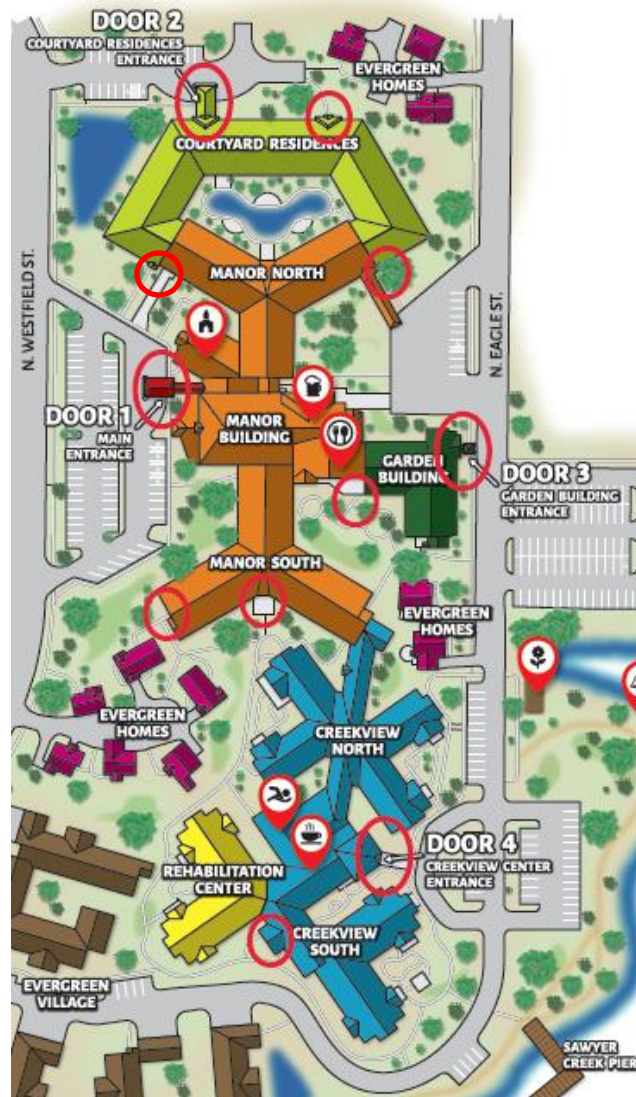 DOOR 2
COURTYARD RESIDENCES
ENTRANCE
EVERGREEN
HOMES
COURTYARD RESIDENCES
MANOR NORTH
N. WESTFIELD ST.
N. EAGLE ST.
DOOR 1
MAIN
ENTRANCE
MANOR
BUILDING
GARDEN
BUILDING
DOOR 3
GARDEN BUILDING
ENTRANCE
MANOR SOUTH
EVERGREEN
HOMES
EVERGREEN
HOMES
CREEKVIEW
NORTH
DOOR 4
CREEKVIEW CENTER
ENTRANCE
REHABILITATION
CENTER
CREEKVIEW
SOUTH
EVERGREEN
VILLAGE
SAWYER
CREEK PIER